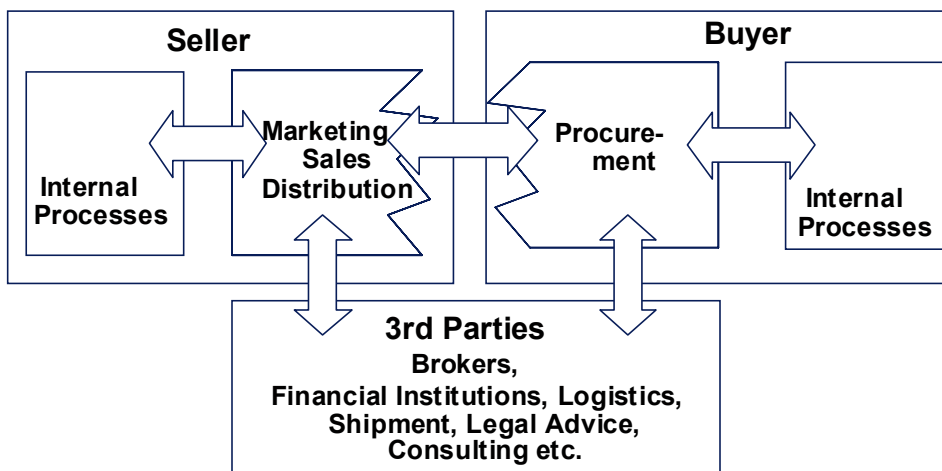 Seller
Internal
Processes
Marketing
Sales
Distribution
Buyer
Procure-
ment
Internal
Processes
3rd Parties
Brokers,
Financial Institutions, Logistics,
Shipment, Legal Advice,
Consulting etc.